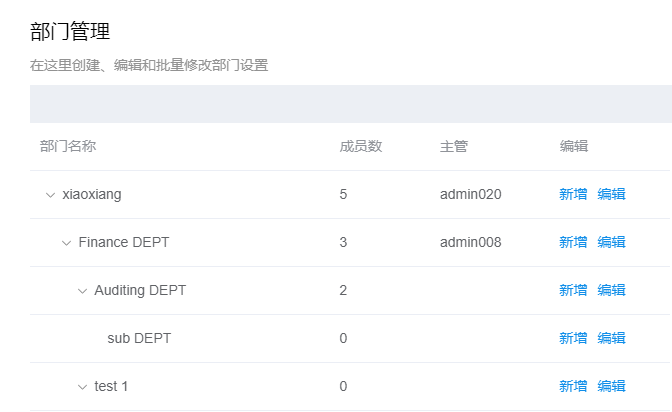 部门管理
在这里创建、编辑和批量修改部门设置
部门名称 成员数 主管 编辑
xiaoxiang 5 admin020 新增 编辑
Finance DEPT 3 admin008 新增 编辑
Auditing DEPT 2 新增 编辑
sub DEPT 0 新增 编辑
test 1 0 新增 编辑